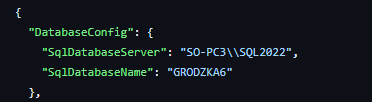 {
"DatabaseConfig": {
"SqlDatabaseServer": "SO-PC3\\SQL2022",
"SqlDatabaseName": "GRODZKA6"
},